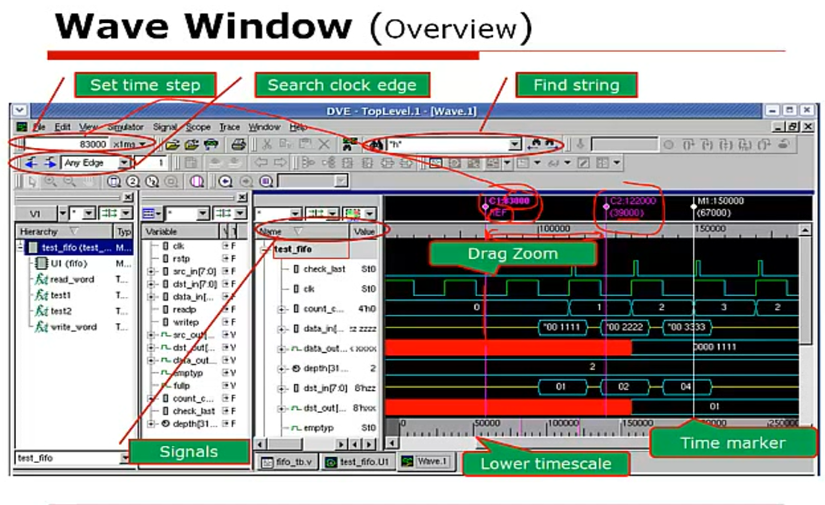 Wave Window (Overview)
Set time step
Search clock edge
Find string
DVE - TopLevel.1 - [Wave.1]
File Edit View Simulator Signal Scope Trace Window Help
83000 x1ms "h"
Any Edge 1
C1:83000 C2:122000 M1:150000
REF (39000) (67000)
V1
Hierarchy Typ Variable Name Value
100000 150000
test_fifo (test_... M...
U1 (fifo) M...
read_word T...
test1 T...
test2 T...
write_word T...
clk F
rstp F
src_in[7:0] F
dst_in[7:0] F
data_in[... F
readp F
writep F
src_out[... V
dst_out[... V
data_out... V
emptyp V
fullp V
count_c... F
check_last F
depth[31... F
test_fifo
Drag Zoom
check_last St0
clk St0
count_c... 4'h0 0 1 2 3 2
data_in[... zz zzzz *00 1111 *00 2222 *00 3333
data_out... 0000 1111
depth[31... 2 2
dst_in[7:0] 8'hzz 01 02 04
dst_out[... 8'hxx 01
emptyp St0
0 50000 100000 150000 250000
Signals
Time marker
Lower timescale
test_fifo
fifo_tb.v test_fifo.U1 Wave.1